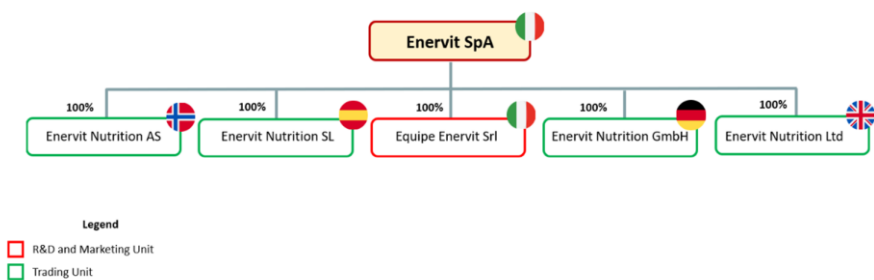 Enervit SpA
100%
100%
100%
100%
100%
Enervit Nutrition AS
Enervit Nutrition SL
Equipe Enervit Srl
Enervit Nutrition GmbH
Enervit Nutrition Ltd
Legend
R&D and Marketing Unit
Trading Unit